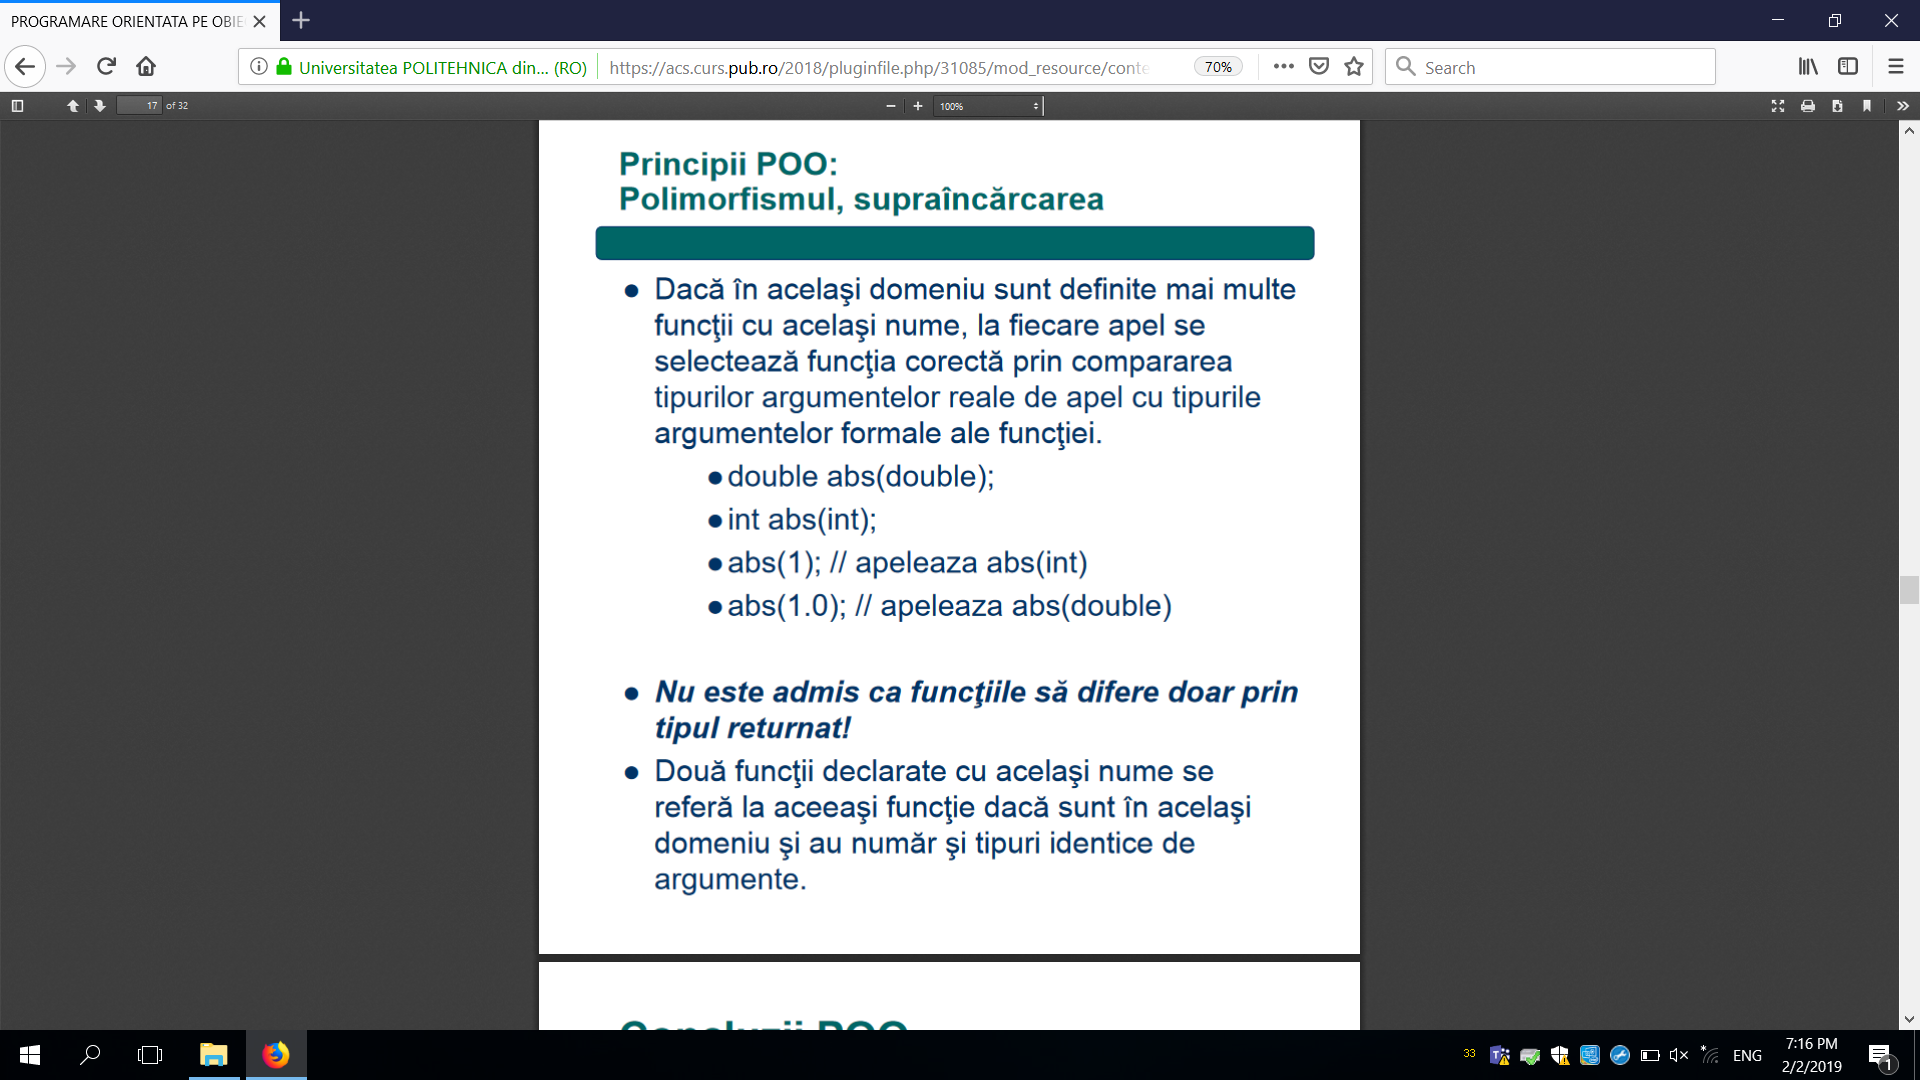 PROGRAMARE ORIENTATA PE OBIE
Universitatea POLITEHNICA din... (RO)
https://acs.curs.pub.ro/2018/pluginfile.php/31085/mod_resource/conte
70%
Search
17 of 32
100%
Principii POO:
Polimorfismul, supraîncărcarea
● Dacă în acelaşi domeniu sunt definite mai multe
funcţii cu acelaşi nume, la fiecare apel se
selectează funcţia corectă prin compararea
tipurilor argumentelor reale de apel cu tipurile
argumentelor formale ale funcţiei.
● double abs(double);
● int abs(int);
● abs(1); // apeleaza abs(int)
● abs(1.0); // apeleaza abs(double)
● Nu este admis ca funcţiile să difere doar prin
tipul returnat!
● Două funcţii declarate cu acelaşi nume se
referă la aceeaşi funcţie dacă sunt în acelaşi
domeniu şi au număr şi tipuri identice de
argumente.
Concluzii POO
33
ENG
7:16 PM
2/2/2019
1